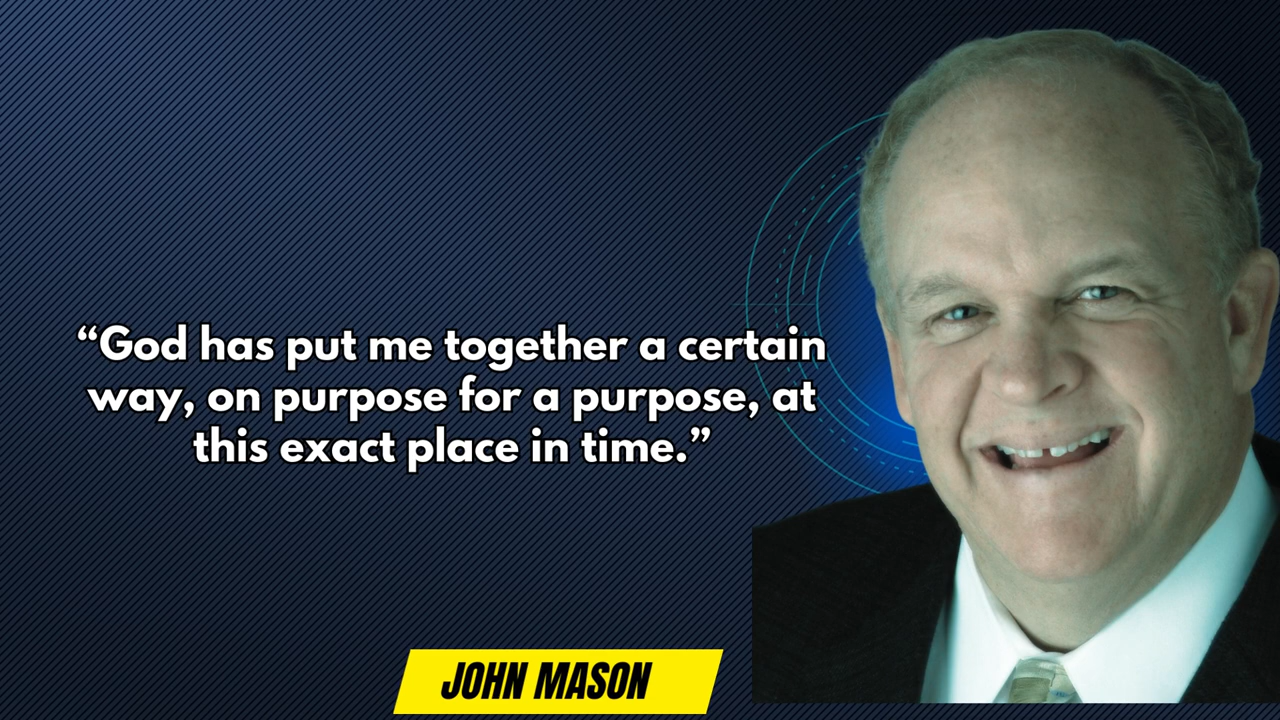 “God has put me together a certain
way, on purpose for a purpose, at
this exact place in time.”
JOHN MASON